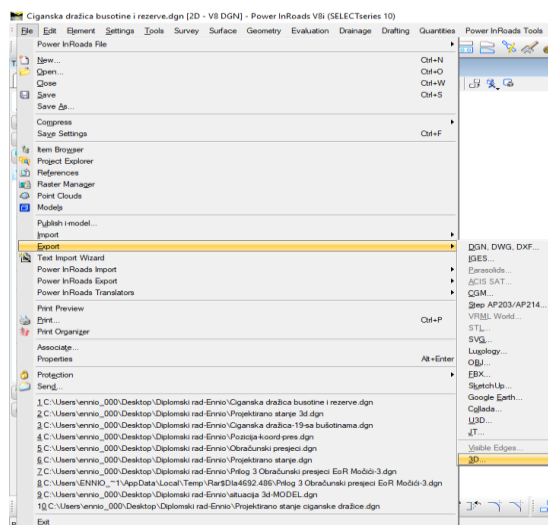 Ciganska dražica busotine i rezerve.dgn [2D - V8 DGN] - Power InRoads V8i (SELECTseries 10)
File Edit Element Settings Tools Survey Surface Geometry Evaluation Drainage Drafting Quantities Power InRoads Tools
Power InRoads File
New... Ctrl+N
Open... Ctrl+O
Close Ctrl+W
Save Ctrl+S
Save As...
Compress
Save Settings Ctrl+F
Item Browser
Project Explorer
References
Raster Manager
Point Clouds
Models
Publish i-model...
Import
Export
Text Import Wizard
Power InRoads Import
Power InRoads Export
Power InRoads Translators
Print Preview
Print... Ctrl+P
Print Organizer
Associate...
Properties Alt+Enter
Protection
Send...
1 C:\Users\ennio_000\Desktop\Diplomski rad-Ennio\Ciganska dražica busotine i rezerve.dgn
2 C:\Users\ennio_000\Desktop\Diplomski rad-Ennio\Projektirano stanje 3d.dgn
3 C:\Users\ennio_000\Desktop\Diplomski rad-Ennio\Ciganska dražica-19-sa bušotinama.dgn
4 C:\Users\ennio_000\Desktop\Diplomski rad-Ennio\Pozicija-koord-pres.dgn
5 C:\Users\ennio_000\Desktop\Diplomski rad-Ennio\Obračunski presjeci.dgn
6 C:\Users\ennio_000\Desktop\Diplomski rad-Ennio\Projektirano stanje.dgn
7 C:\Users\ennio_000\Desktop\Diplomski rad-Ennio\Prilog 3 Obračunski presjeci EoR Močići-3.dgn
8 C:\Users\ENNIO_~1\AppData\Local\Temp\Rar$DIa4692.486\Prilog 3 Obračunski presjeci EoR Močići-3.dgn
9 C:\Users\ennio_000\Desktop\Diplomski rad-Ennio\situacija 3d-MODEL.dgn
10 C:\Users\ennio_000\Desktop\Diplomski rad-Ennio\Projektirano stanje ciganske dražice.dgn
Exit
DGN, DWG, DXF...
IGES...
Parasolids...
ACIS SAT...
CGM...
Step AP203/AP214...
VRML World...
STL...
SVG...
Luxology...
OBJ...
FBX...
SketchUp...
Google Earth...
Collada...
U3D...
JT...
Visible Edges...
3D...